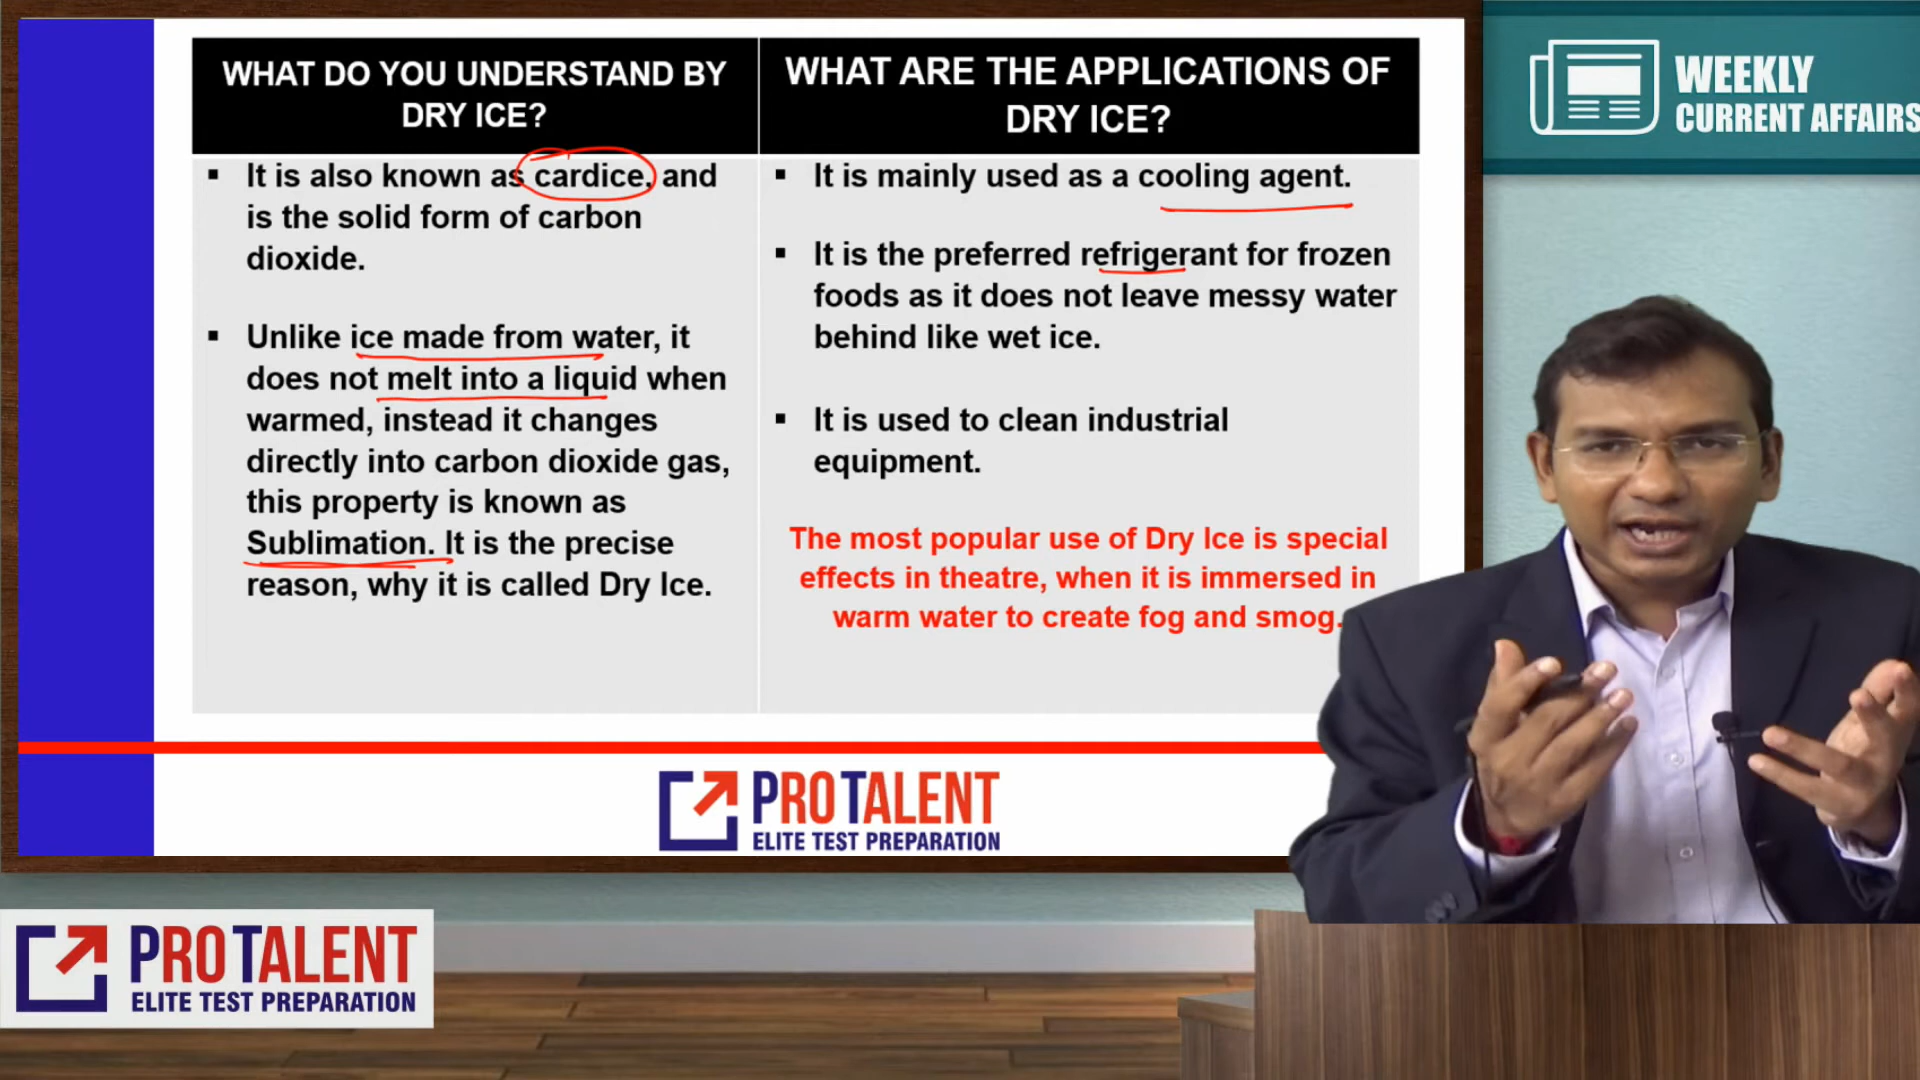 WHAT DO YOU UNDERSTAND BY
DRY ICE?
▪ It is also known as cardice, and
is the solid form of carbon
dioxide.
▪ Unlike ice made from water, it
does not melt into a liquid when
warmed, instead it changes
directly into carbon dioxide gas,
this property is known as
Sublimation. It is the precise
reason, why it is called Dry Ice.
WHAT ARE THE APPLICATIONS OF
DRY ICE?
▪ It is mainly used as a cooling agent.
▪ It is the preferred refrigerant for frozen
foods as it does not leave messy water
behind like wet ice.
▪ It is used to clean industrial
equipment.
The most popular use of Dry Ice is special
effects in theatre, when it is immersed in
warm water to create fog and smog.
WEEKLY
CURRENT AFFAIRS
PROTALENT
ELITE TEST PREPARATION
PROTALENT
ELITE TEST PREPARATION